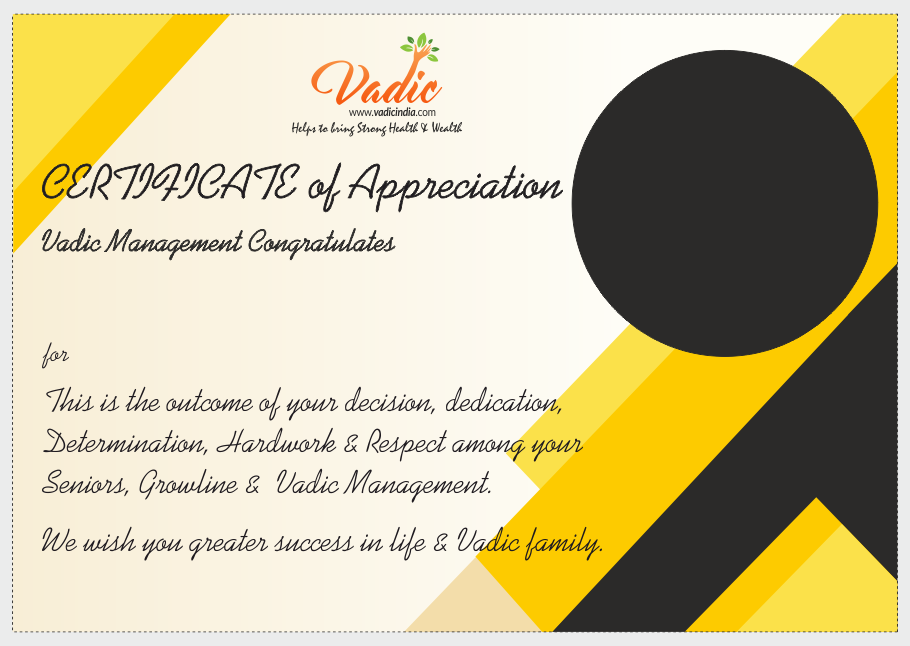 Vadic
www.vadicindia.com
Helps to bring Strong Health & Wealth
CERTIFICATE of Appreciation
Vadic Management Congratulates
for
This is the outcome of your decision, dedication,
Determination, Hardwork & Respect among your
Seniors, Growline & Vadic Management.
We wish you greater success in life & Vadic family.